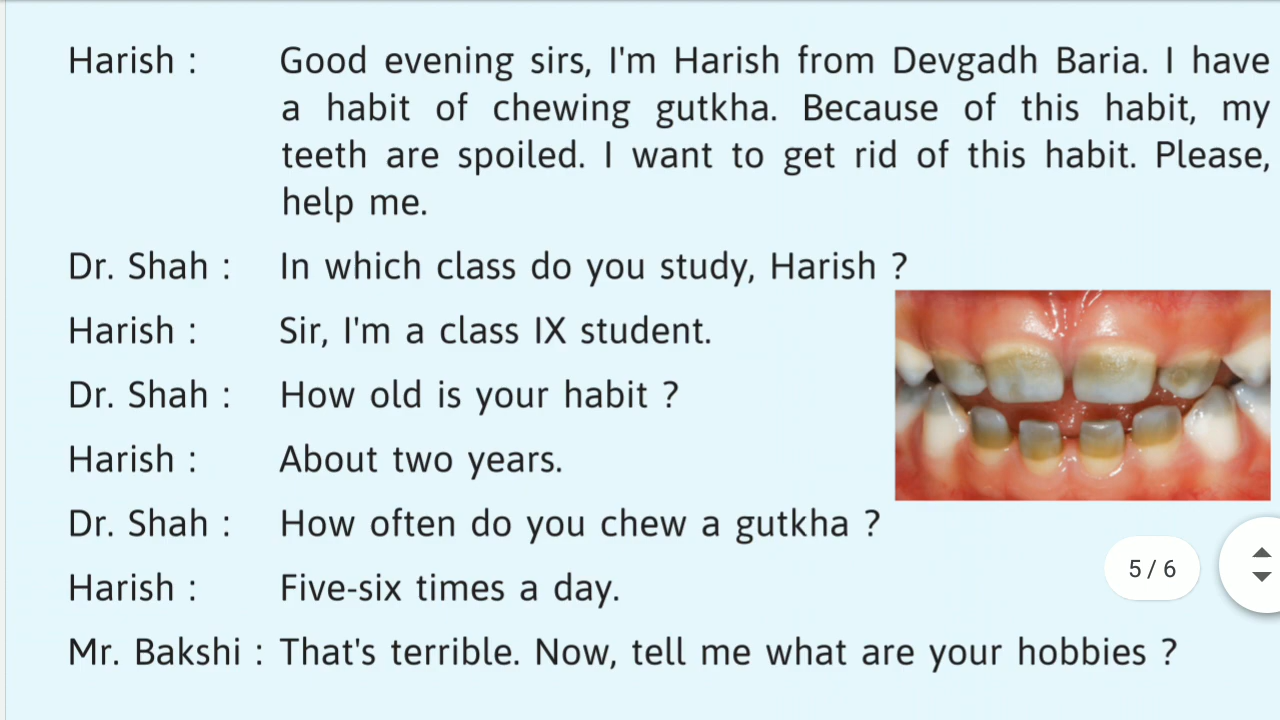 Harish : Good evening sirs, I'm Harish from Devgadh Baria. I have
a habit of chewing gutkha. Because of this habit, my
teeth are spoiled. I want to get rid of this habit. Please,
help me.
Dr. Shah : In which class do you study, Harish ?
Harish : Sir, I'm a class IX student.
Dr. Shah : How old is your habit ?
Harish : About two years.
Dr. Shah : How often do you chew a gutkha ?
Harish : Five-six times a day.
5 / 6
Mr. Bakshi : That's terrible. Now, tell me what are your hobbies ?